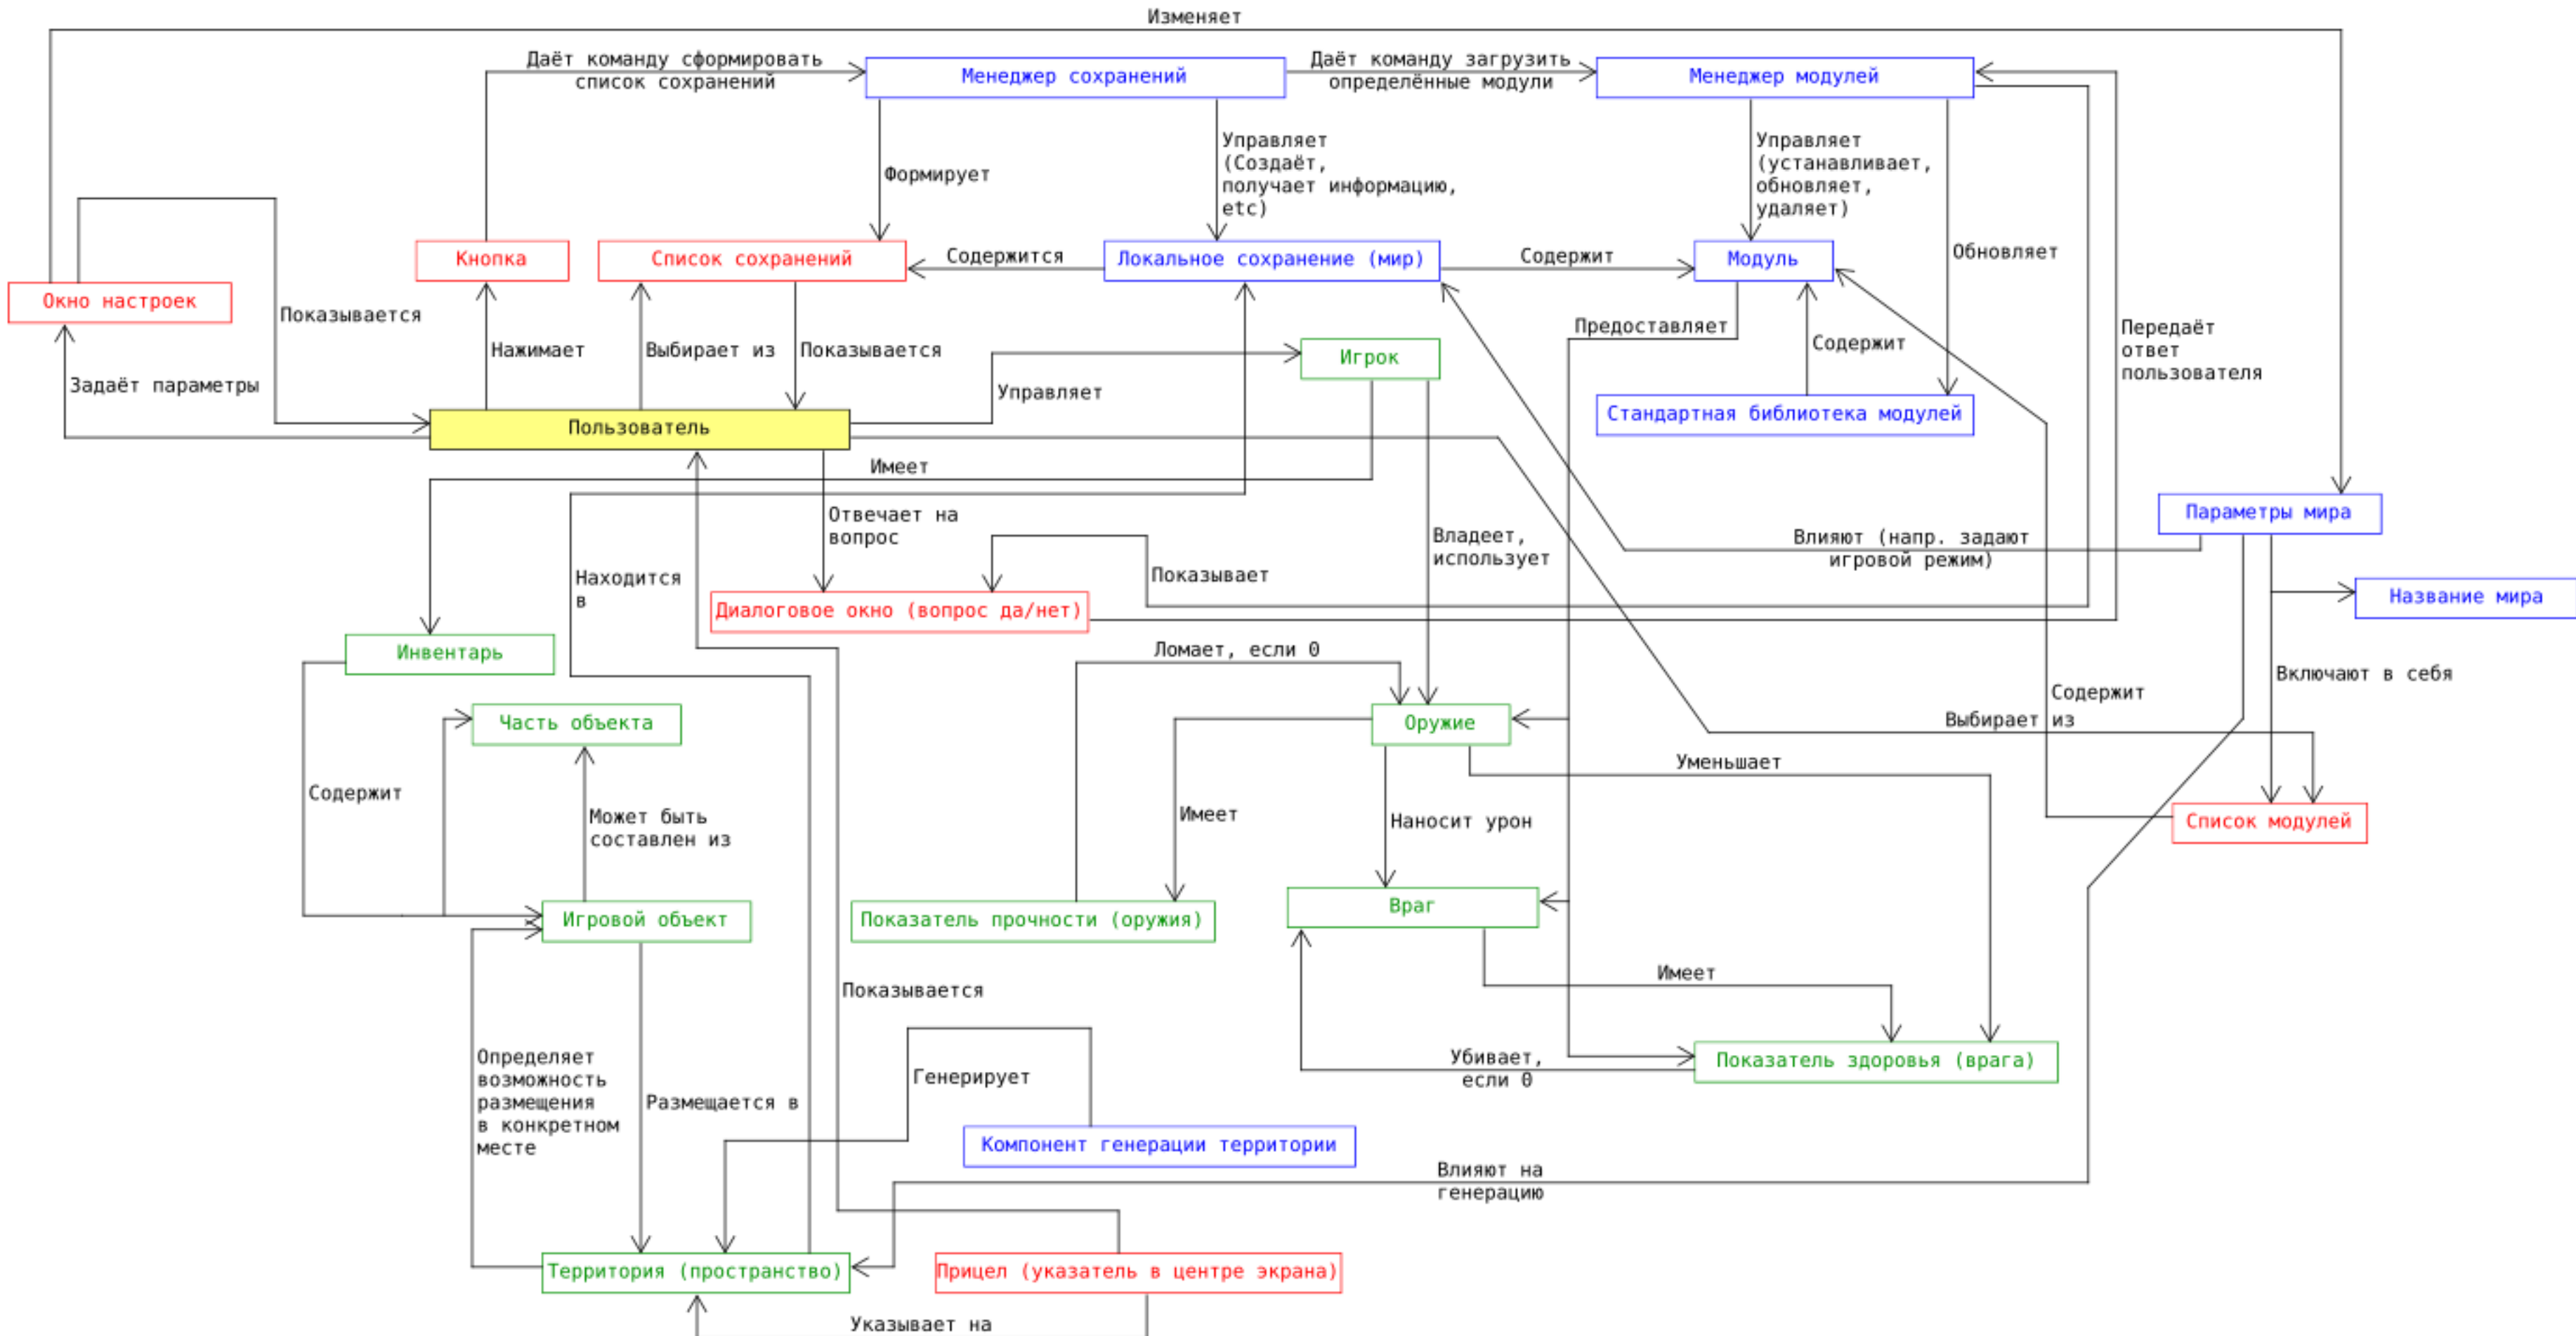 Изменяет
Даёт команду сформировать
список сохранений
Менеджер сохранений
Даёт команду загрузить
определённые модули
Менеджер модулей
Формирует
Управляет
(Создаёт,
получает информацию,
etc)
Управляет
(устанавливает,
обновляет,
удаляет)
Обновляет
Кнопка
Список сохранений
Содержится
Локальное сохранение (мир)
Содержит
Модуль
Окно настроек
Показывается
Нажимает
Выбирает из
Показывается
Предоставляет
Содержит
Передаёт
ответ
пользователя
Игрок
Задаёт параметры
Управляет
Стандартная библиотека модулей
Пользователь
Имеет
Отвечает на
вопрос
Владеет,
использует
Параметры мира
Влияют (напр. задают
игровой режим)
Находится
в
Показывает
Название мира
Диалоговое окно (вопрос да/нет)
Инвентарь
Ломает, если 0
Включают в себя
Содержит
Выбирает из
Часть объекта
Оружие
Уменьшает
Содержит
Может быть
составлен из
Имеет
Наносит урон
Список модулей
Игровой объект
Показатель прочности (оружия)
Враг
Имеет
Показывается
Определяет
возможность
размещения
в конкретном
месте
Размещается в
Генерирует
Убивает,
если 0
Показатель здоровья (врага)
Компонент генерации территории
Влияют на
генерацию
Территория (пространство)
Прицел (указатель в центре экрана)
Указывает на